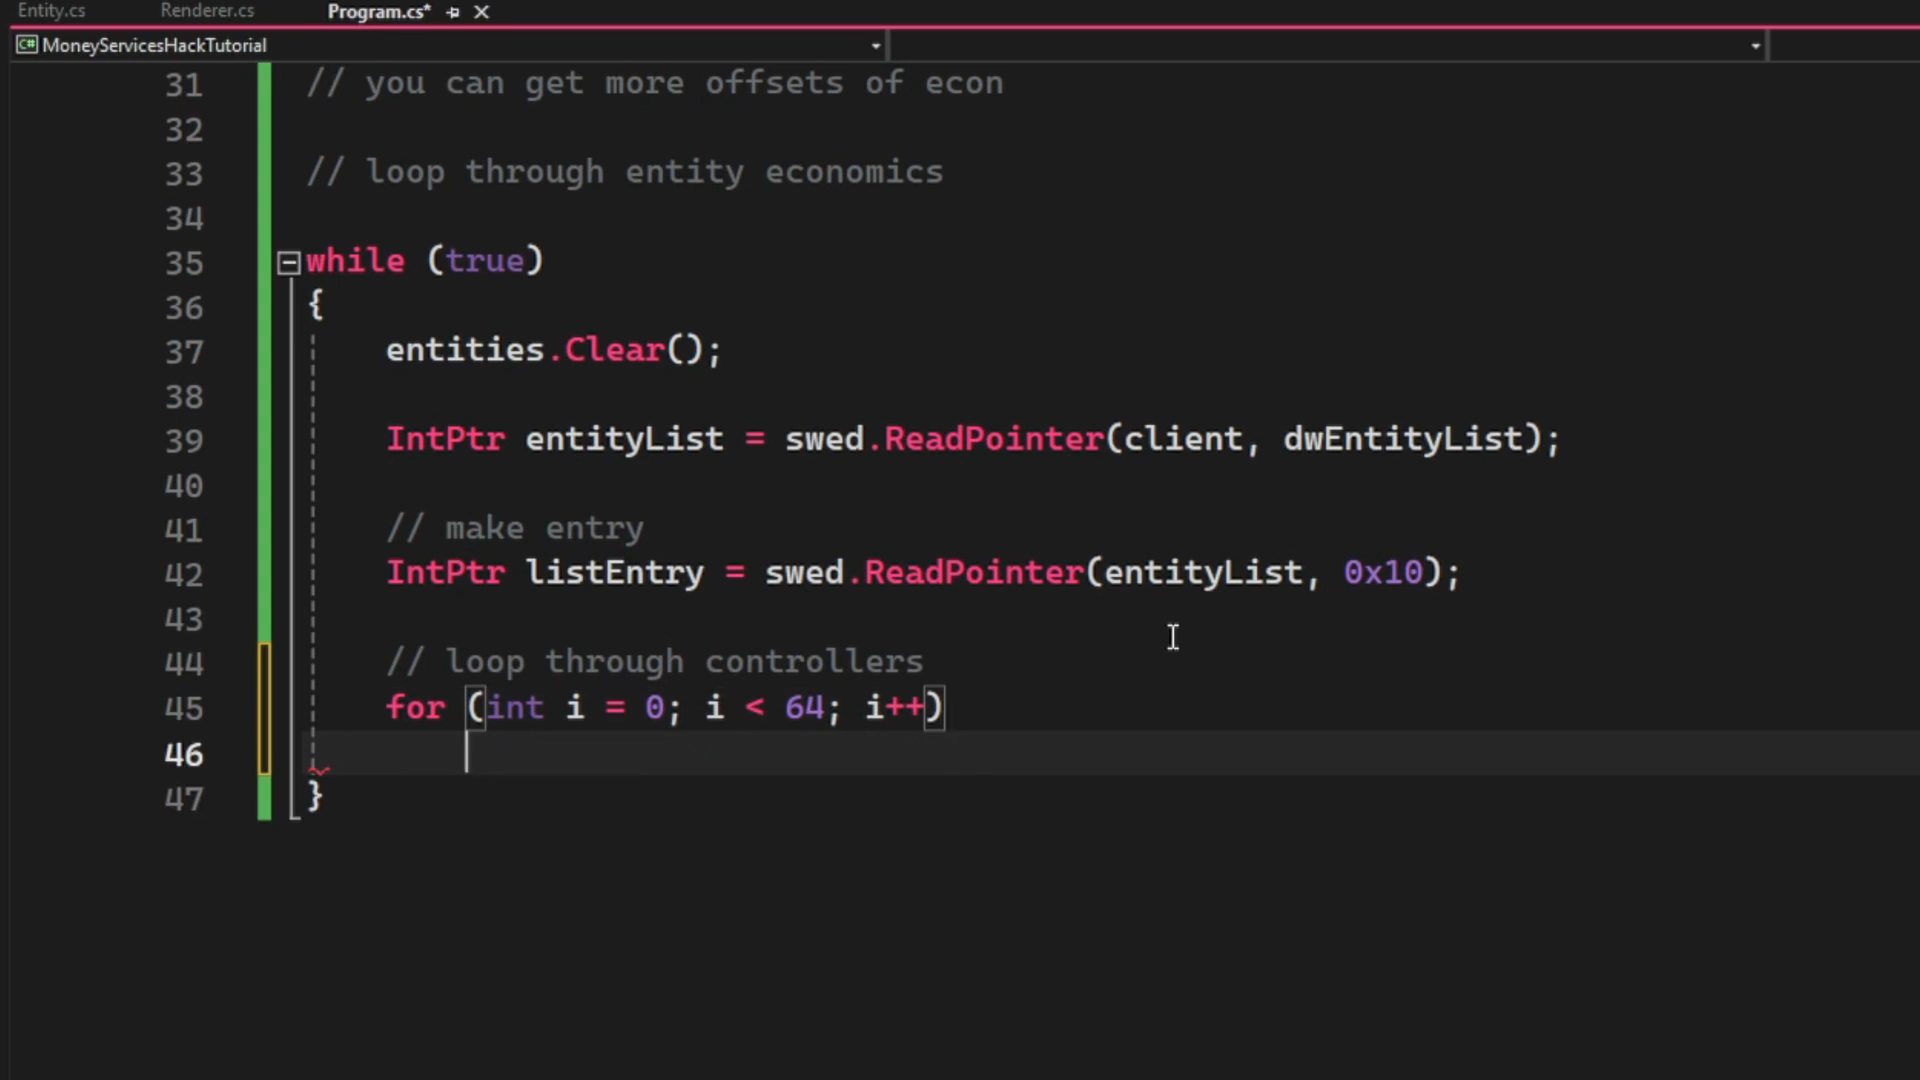 Entity.cs Renderer.cs Program.cs*
C# MoneyServicesHackTutorial
31 // you can get more offsets of econ
32
33 // loop through entity economics
34
35 while (true)
36 {
37 entities.Clear();
38
39 IntPtr entityList = swed.ReadPointer(client, dwEntityList);
40
41 // make entry
42 IntPtr listEntry = swed.ReadPointer(entityList, 0x10);
43
44 // loop through controllers
45 for (int i = 0; i < 64; i++)
46
47 }